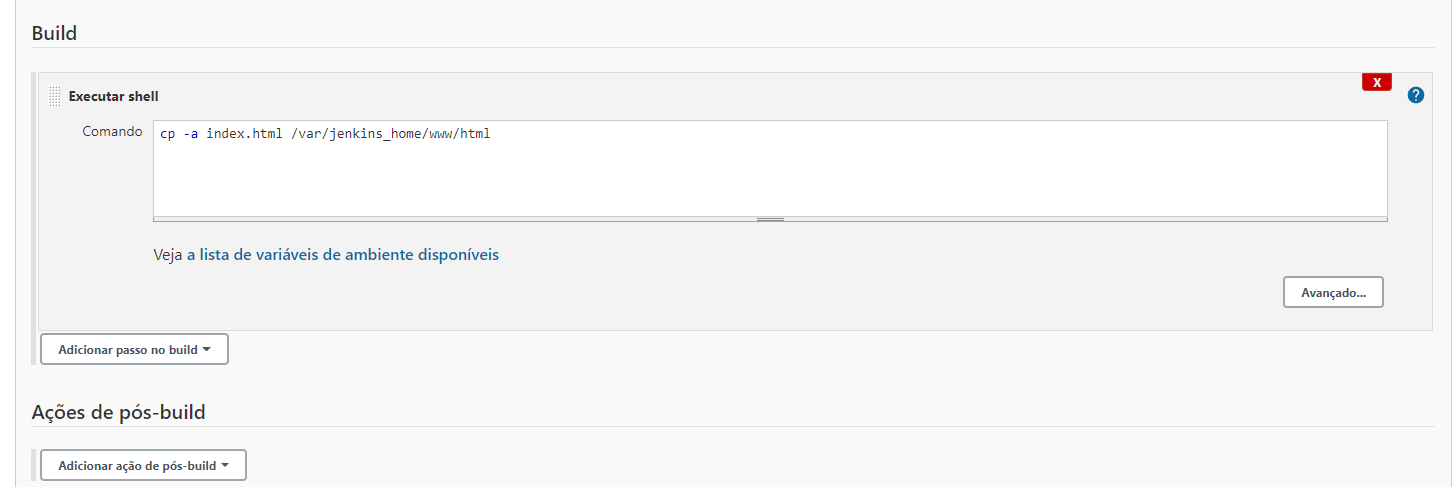 Build
X
Executar shell
?
Comando
cp -a index.html /var/jenkins_home/www/html
Veja a lista de variáveis de ambiente disponíveis
Avançado...
Adicionar passo no build
Ações de pós-build
Adicionar ação de pós-build